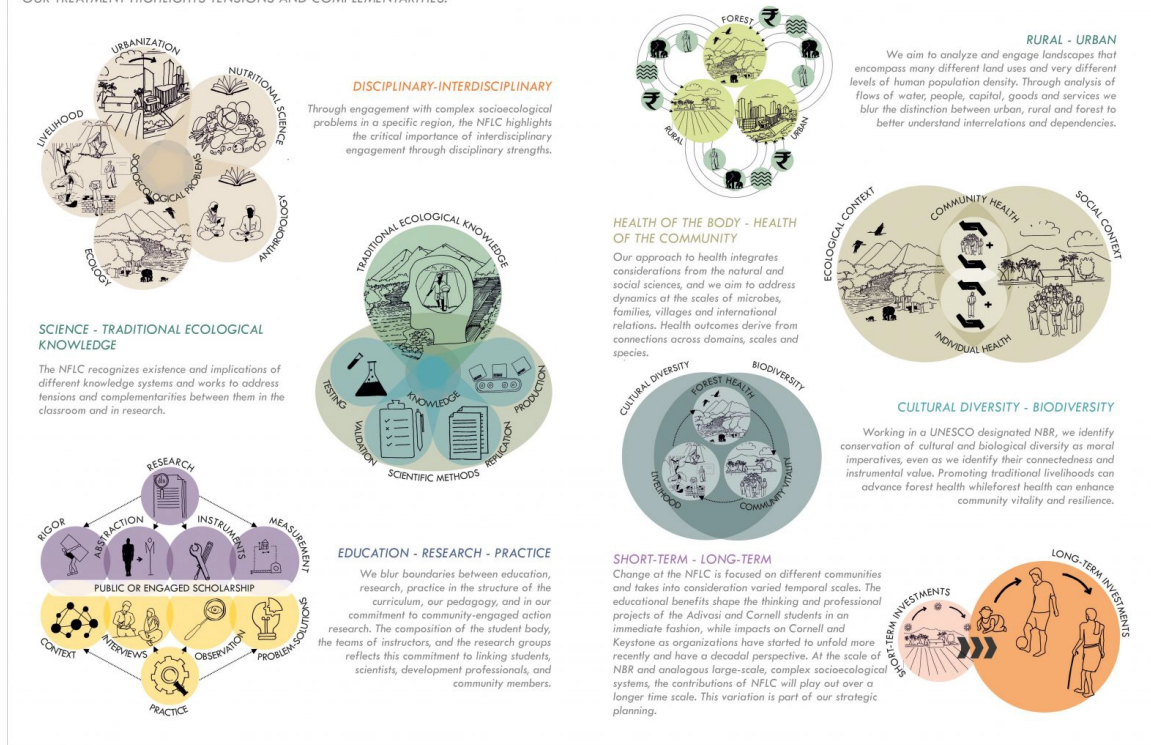 OUR TREATMENT HIGHLIGHTS TENSIONS AND COMPLEMENTARITIES.
URBANIZATION
NUTRITIONAL SCIENCE
LIVELIHOOD
SOCIOECOLOGICAL PROBLEMS
ECOLOGY
ANTHROPOLOGY
DISCIPLINARY-INTERDISCIPLINARY
Through engagement with complex socioecological
problems in a specific region, the NFLC highlights
the critical importance of interdisciplinary
engagement through disciplinary strengths.
TRADITIONAL ECOLOGICAL KNOWLEDGE
TESTING
KNOWLEDGE
PRODUCTION
VALIDATION
REPLICATION
SCIENTIFIC METHODS
SCIENCE - TRADITIONAL ECOLOGICAL
KNOWLEDGE
The NFLC recognizes existence and implications of
different knowledge systems and works to address
tensions and complementarities between them in the
classroom and in research.
RESEARCH
RIGOR
ABSTRACTION
INSTRUMENTS
MEASUREMENT
PUBLIC OR ENGAGED SCHOLARSHIP
CONTEXT
INTERVIEWS
OBSERVATION
PROBLEM-SOLUTIONS
PRACTICE
EDUCATION - RESEARCH - PRACTICE
We blur boundaries between education,
research, practice in the structure of the
curriculum, our pedagogy, and in our
commitment to community-engaged action
research. The composition of the student body,
the teams of instructors, and the research groups
reflects this commitment to linking students,
scientists, development professionals, and
community members.
FOREST
RURAL
URBAN
₹
₹
₹
₹
RURAL - URBAN
We aim to analyze and engage landscapes that
encompass many different land uses and very different
levels of human population density. Through analysis of
flows of water, people, capital, goods and services we
blur the distinction between urban, rural and forest to
better understand interrelations and dependencies.
HEALTH OF THE BODY - HEALTH
OF THE COMMUNITY
Our approach to health integrates
considerations from the natural and
social sciences, and we aim to address
dynamics at the scales of microbes,
families, villages and international
relations. Health outcomes derive from
connections across domains, scales and
species.
ECOLOGICAL CONTEXT
COMMUNITY HEALTH
SOCIAL CONTEXT
+
+
INDIVIDUAL HEALTH
CULTURAL DIVERSITY
BIODIVERSITY
FOREST HEALTH
LIVELIHOOD
COMMUNITY VITALITY
CULTURAL DIVERSITY - BIODIVERSITY
Working in a UNESCO designated NBR, we identify
conservation of cultural and biological diversity as moral
imperatives, even as we identify their connectedness and
instrumental value. Promoting traditional livelihoods can
advance forest health whileforest health can enhance
community vitality and resilience.
SHORT-TERM - LONG-TERM
Change at the NFLC is focused on different communities
and takes into consideration varied temporal scales. The
educational benefits shape the thinking and professional
projects of the Adivasi and Cornell students in an
immediate fashion, while impacts on Cornell and
Keystone as organizations have started to unfold more
recently and have a decadal perspective. At the scale of
NBR and analogous large-scale, complex socioecological
systems, the contributions of NFLC will play out over a
longer time scale. This variation is part of our strategic
planning.
SHORT-TERM INVESTMENTS
LONG-TERM INVESTMENTS